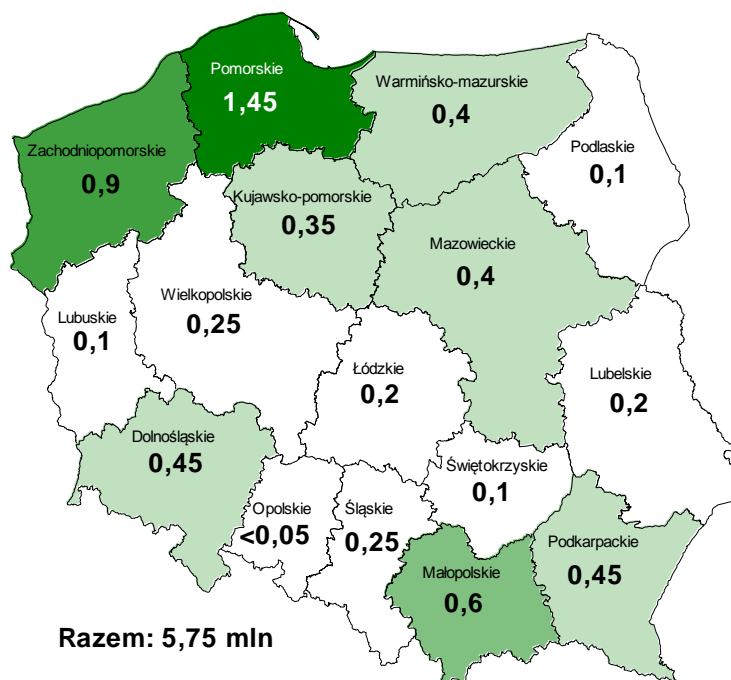 Pomorskie
1,45
Warmińsko-mazurskie
0,4
Podlaskie
0,1
Zachodniopomorskie
0,9
Kujawsko-pomorskie
0,35
Mazowieckie
0,4
Wielkopolskie
0,25
Lubuskie
0,1
Łódzkie
0,2
Lubelskie
0,2
Dolnośląskie
0,45
Świętokrzyskie
0,1
Opolskie
<0,05
Śląskie
0,25
Podkarpackie
0,45
Małopolskie
0,6
Razem: 5,75 mln